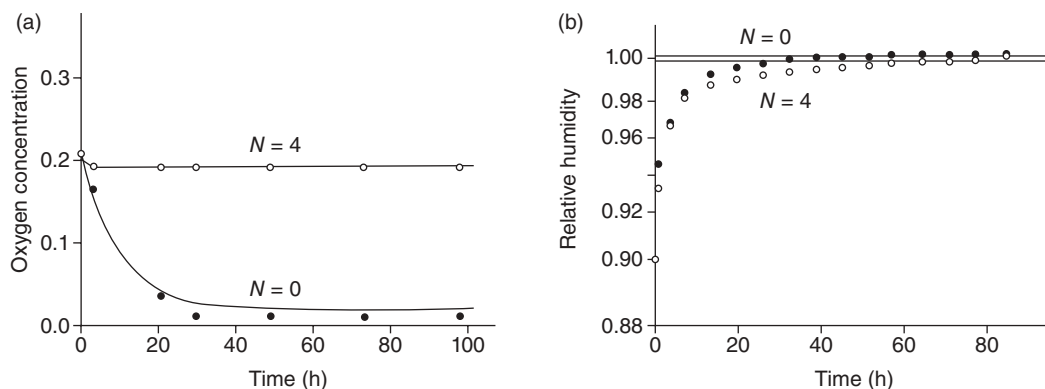 (a)
Oxygen concentration
0.3
0.2
0.1
0.0
N = 4
N = 0
0 20 40 60 80 100
Time (h)
(b)
Relative humidity
1.00
0.98
0.96
0.92
0.90
0.88
N = 0
N = 4
0 20 40 60 80
Time (h)